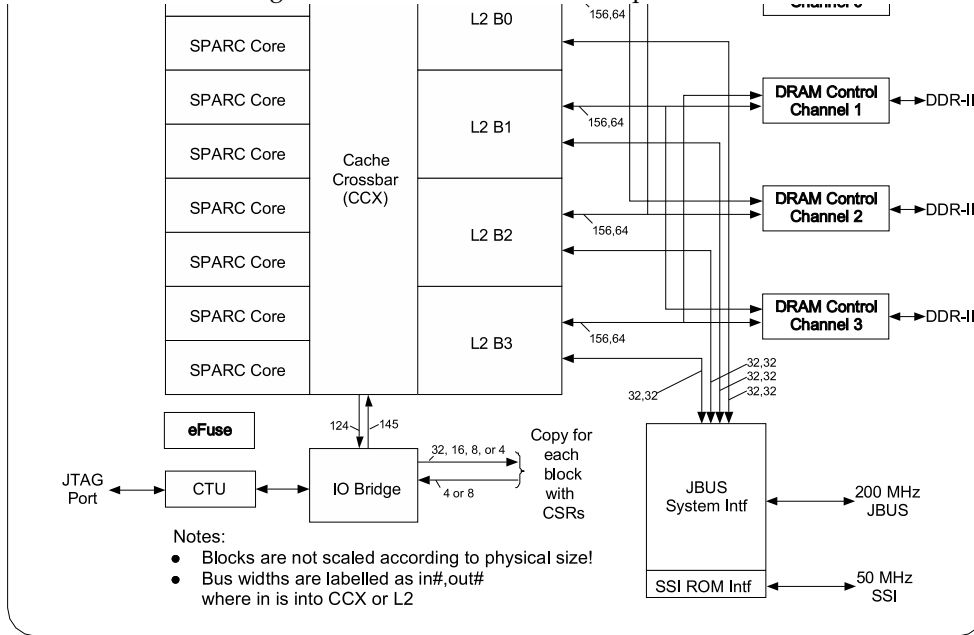 L2 B0
156,64
SPARC Core
DRAM Control
Channel 1
DDR-II
SPARC Core
L2 B1
156,64
SPARC Core
Cache
Crossbar
(CCX)
SPARC Core
DRAM Control
Channel 2
DDR-II
L2 B2
156,64
SPARC Core
SPARC Core
DRAM Control
Channel 3
DDR-II
L2 B3
156,64
SPARC Core
32,32
32,32
32,32
32,32
eFuse
124
145
JTAG
Port
CTU
IO Bridge
32, 16, 8, or 4
4 or 8
Copy for
each
block
with
CSRs
JBUS
System Intf
200 MHz
JBUS
SSI ROM Intf
50 MHz
SSI
Notes:
● Blocks are not scaled according to physical size!
● Bus widths are labelled as in#,out#
where in is into CCX or L2